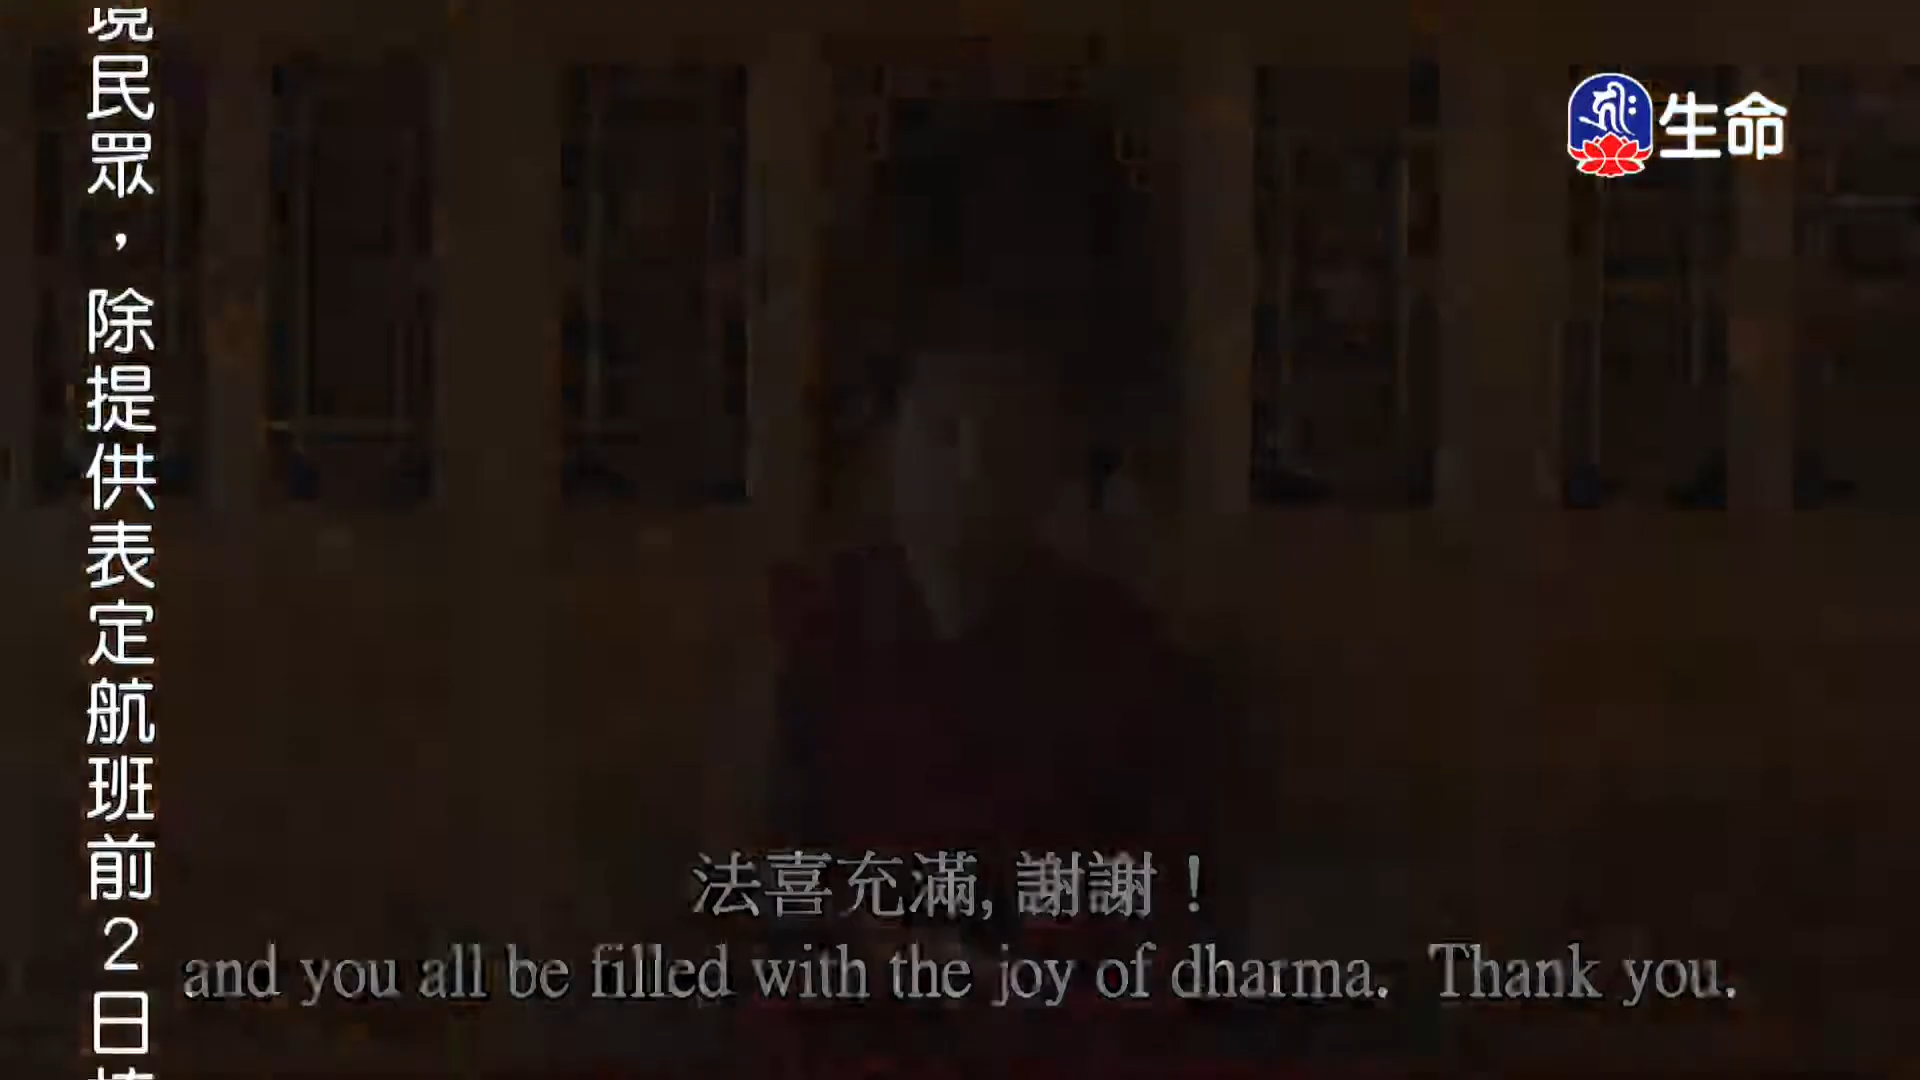 境民眾，除提供表定航班前2日
生命
法喜充滿, 謝謝！
and you all be filled with the joy of dharma. Thank you.